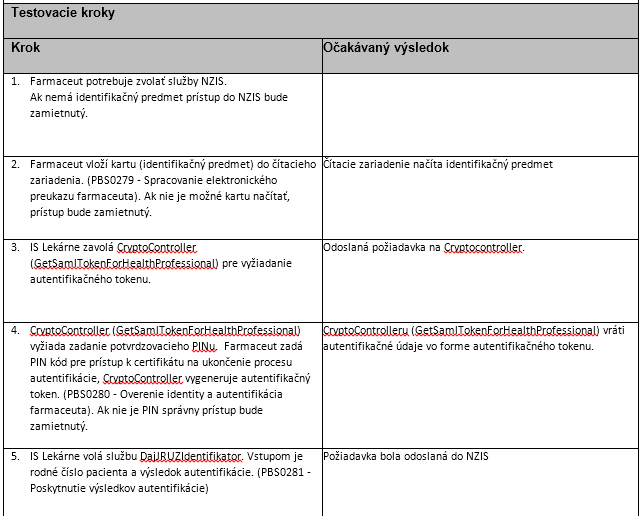 Testovacie kroky
Krok
Očakávaný výsledok
1. Farmaceut potrebuje zvolať služby NZIS.
Ak nemá identifikačný predmet prístup do NZIS bude
zamietnutý.
2. Farmaceut vloží kartu (identifikačný predmet) do čítacieho
zariadenia. (PBS0279 - Spracovanie elektronického
preukazu farmaceuta). Ak nie je možné kartu načítať,
prístup bude zamietnutý.
Čítacie zariadenie načíta identifikačný predmet
3. IS Lekárne zavolá CryptoController
(GetSamlTokenForHealthProfessional) pre vyžiadanie
autentifikačného tokenu.
Odoslaná požiadavka na Cryptocontroller.
4. CryptoController (GetSamlTokenForHealthProfessional)
vyžiada zadanie potvrdzovacieho PINu. Farmaceut zadá
PIN kód pre prístup k certifikátu na ukončenie procesu
autentifikácie, CryptoController vygeneruje autentifikačný
token. (PBS0280 - Overenie identity a autentifikácia
farmaceuta). Ak nie je PIN správny prístup bude
zamietnutý.
CryptoControlleru (GetSamlTokenForHealthProfessional) vráti
autentifikačné údaje vo forme autentifikačného tokenu.
5. IS Lekárne volá službu DajJRUZIdentifikator. Vstupom je
rodné číslo pacienta a výsledok autentifikácie. (PBS0281 -
Poskytnutie výsledkov autentifikácie)
Požiadavka bola odoslaná do NZIS